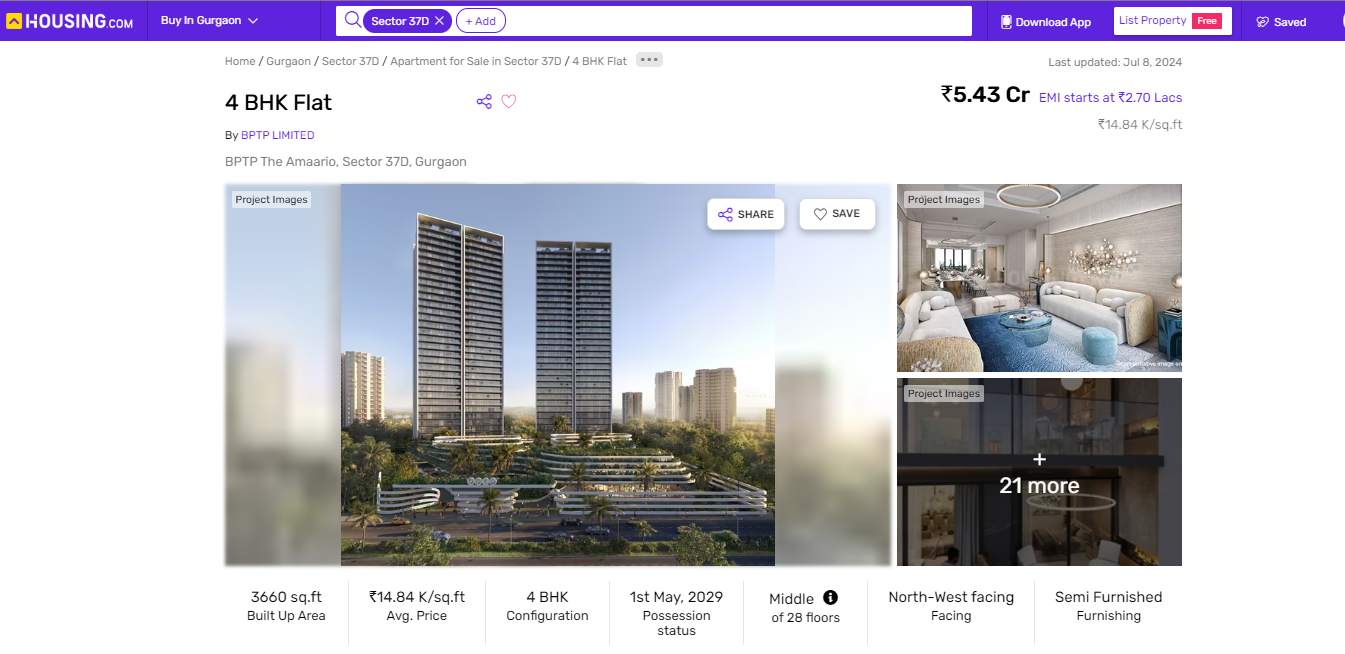 HOUSING.COM
Buy In Gurgaon
Sector 37D
+ Add
Download App
List Property Free
Saved
Home / Gurgaon / Sector 37D / Apartment for Sale in Sector 37D / 4 BHK Flat
Last updated: Jul 8, 2024
4 BHK Flat
₹5.43 Cr EMI starts at ₹2.70 Lacs
₹14.84 K/sq.ft
By BPTP LIMITED
BPTP The Amaario, Sector 37D, Gurgaon
Project Images
SHARE
SAVE
Project Images
Project Images
+
21 more
3660 sq.ft
Built Up Area
₹14.84 K/sq.ft
Avg. Price
4 BHK
Configuration
1st May, 2029
Possession
status
Middle
of 28 floors
North-West facing
Facing
Semi Furnished
Furnishing